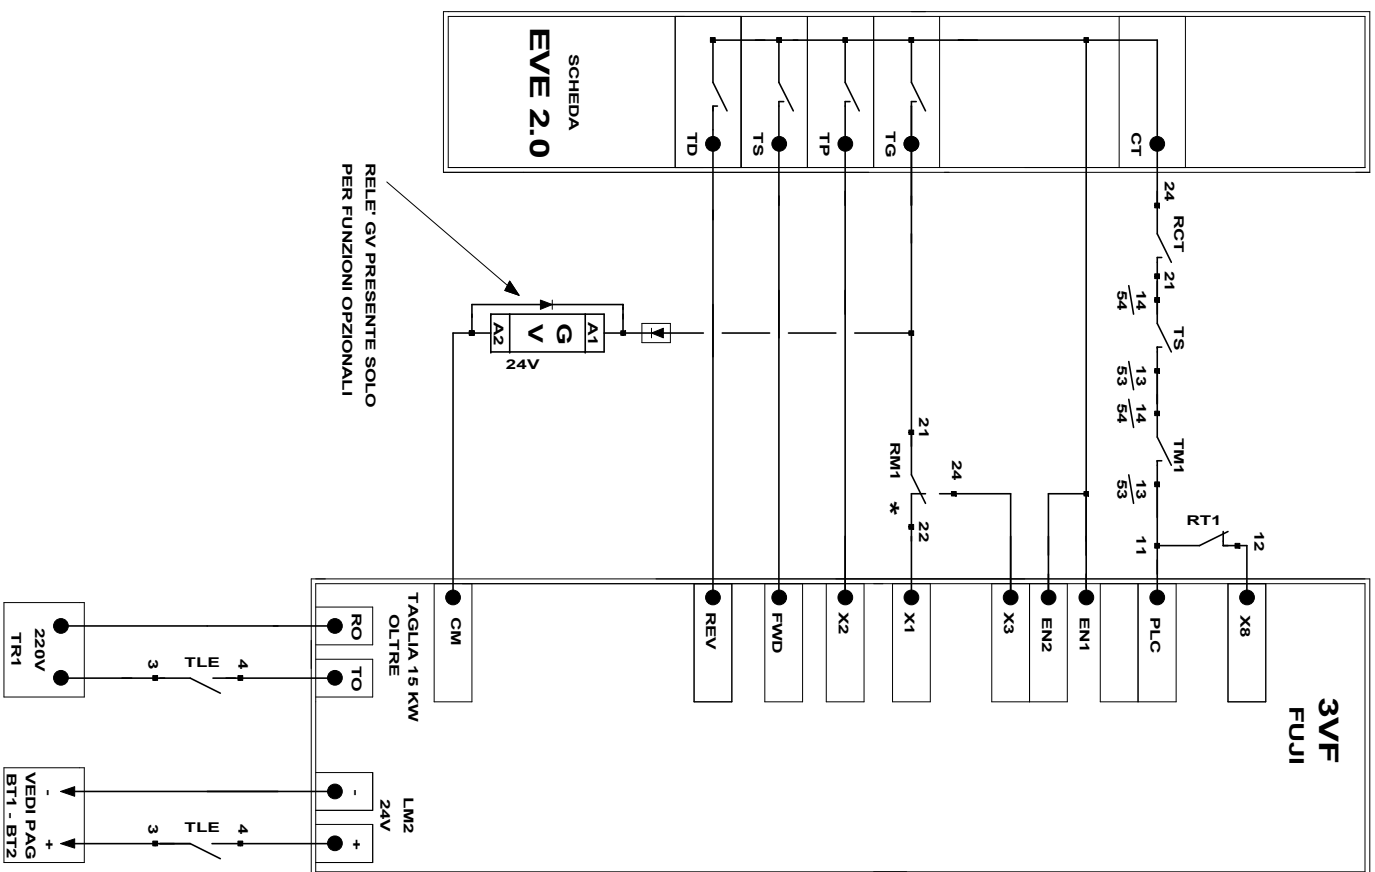 SCHEDA
EVE 2.0
TD
TS
TP
TG
CT
24
RCT
21
14
54
TS
13
53
14
54
TM1
13
53
RT1
11
12
RELE' GV PRESENTE SOLO
PER FUNZIONI OPZIONALI
A2
G
V
A1
24V
21
RM1
24
*
22
3VF
FUJI
TAGLIA 15 KW
OLTRE
RO
TO
CM
REV
FWD
X2
X1
X3
EN2
EN1
PLC
X8
220V
TR1
3
TLE
4
LM2
24V
-
+
3
TLE
4
-
+
VEDI PAG
BT1 - BT2